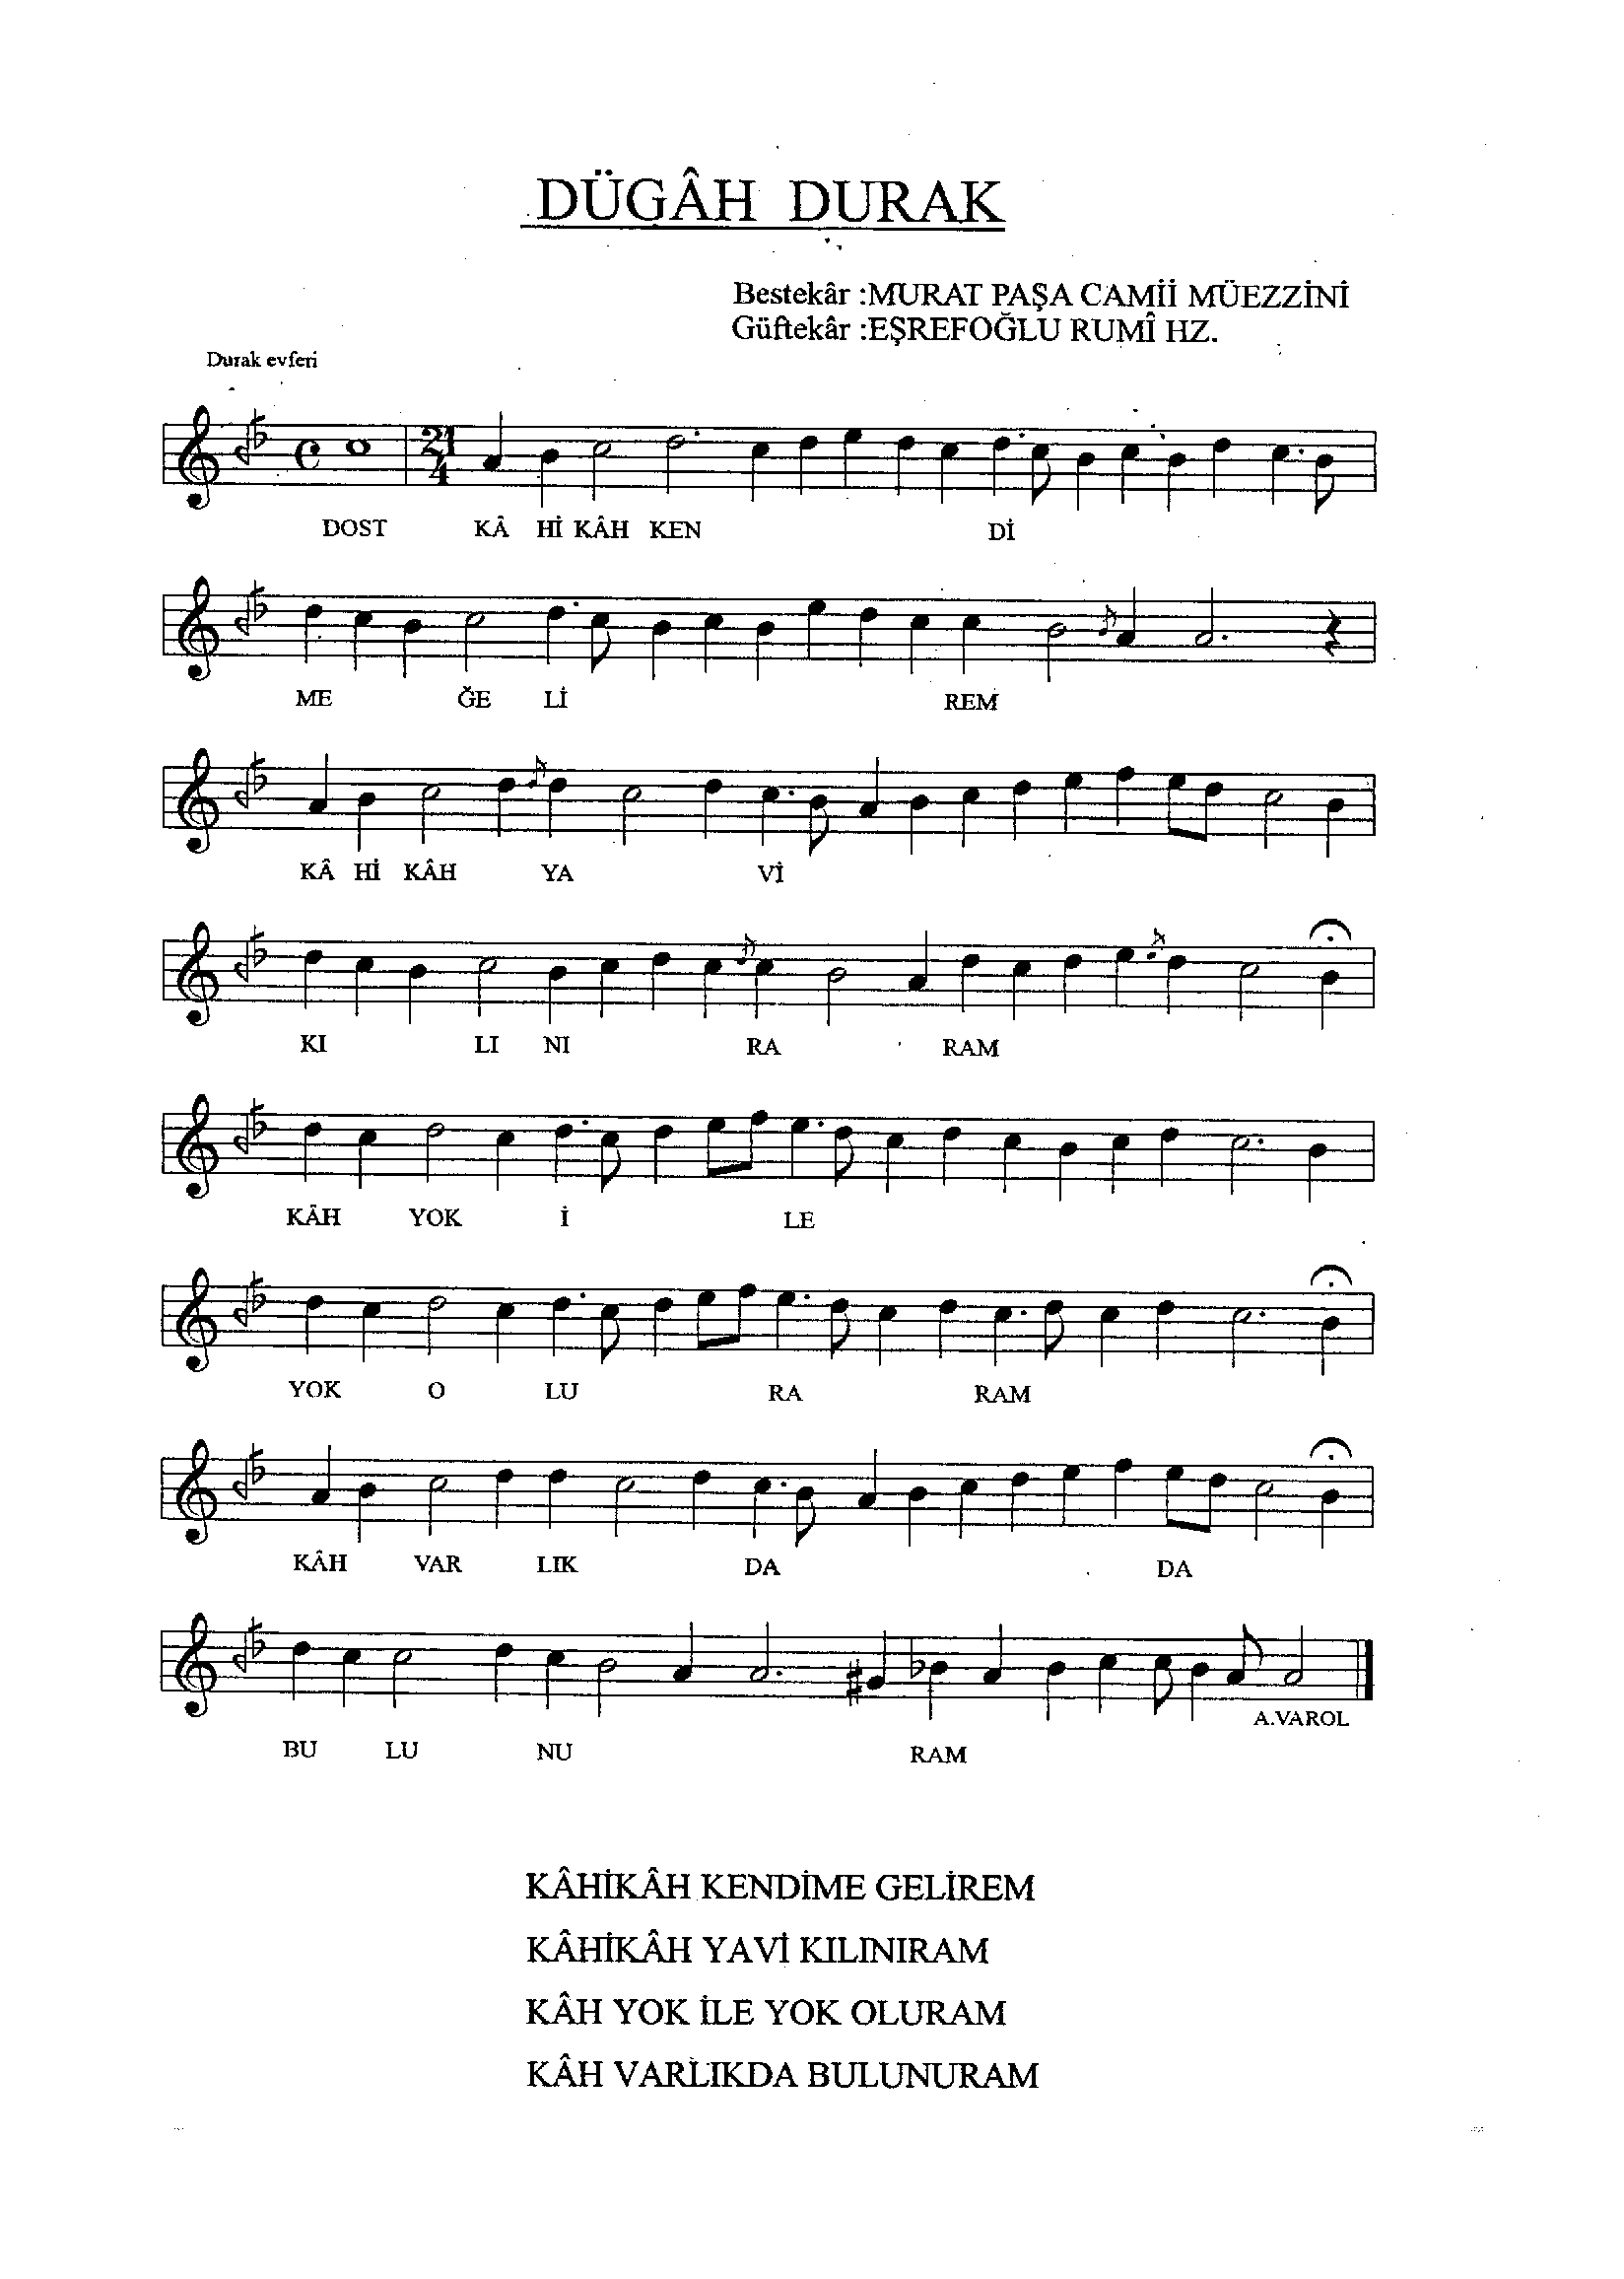 DÜGÂH DURAK
Bestekâr :MURAT PAŞA CAMİİ MÜEZZİNİ
Güftekâr :EŞREFOĞLU RUMÎ HZ.
Durak evferi
21
4
DOST KÂ Hİ KÂH KEN Dİ
ME ĞE Lİ REM
KÂ Hİ KÂH YA Vİ
KI LI NI RA RAM
KÂH YOK İ LE
YOK O LU RA RAM
KÂH VAR LIK DA DA
A.VAROL
BU LU NU RAM
KÂHİKÂH KENDİME GELİREM
KÂHİKÂH YAVİ KILINIRAM
KÂH YOK İLE YOK OLURAM
KÂH VARLIKDA BULUNURAM